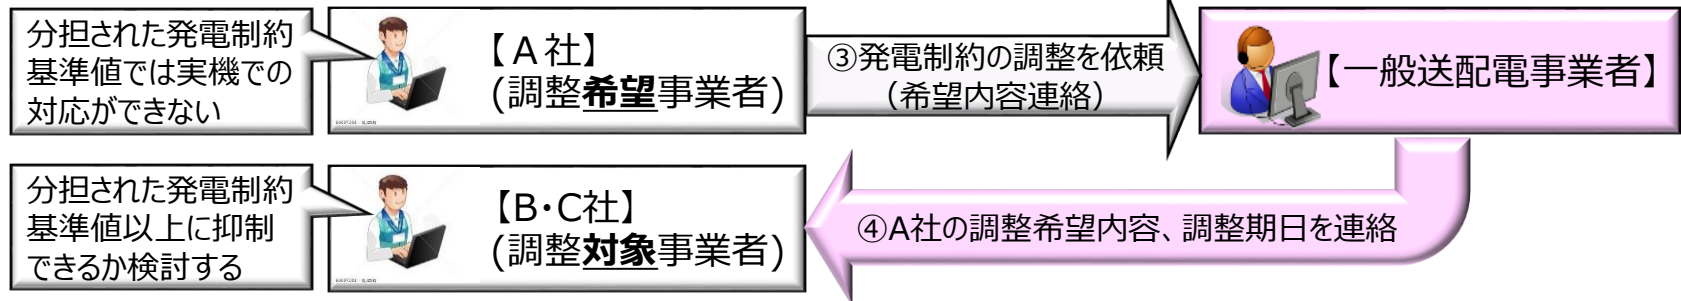 分担された発電制約
基準値では実機での
対応ができない
【A社】
(調整希望事業者)
③発電制約の調整を依頼
（希望内容連絡）
【一般送配電事業者】
分担された発電制約
基準値以上に抑制
できるか検討する
【B・C社】
(調整対象事業者)
④A社の調整希望内容、調整期日を連絡